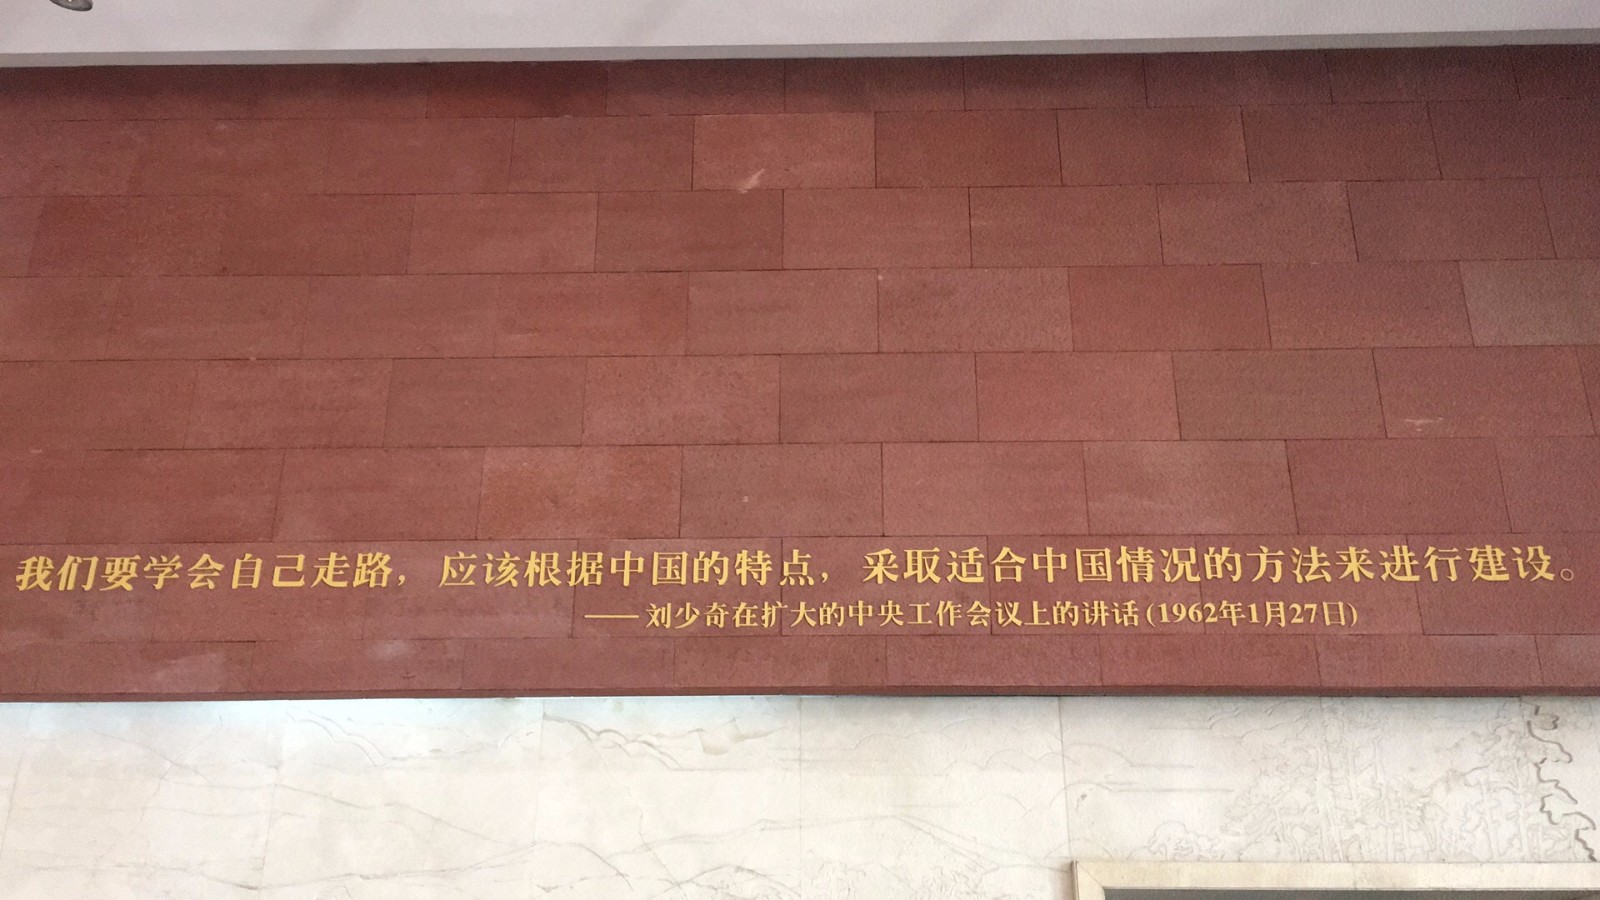 我们要学会自己走路，应该根据中国的特点，采取适合中国情况的方法来进行建设。
——刘少奇在扩大的中央工作会议上的讲话(1962年1月27日)